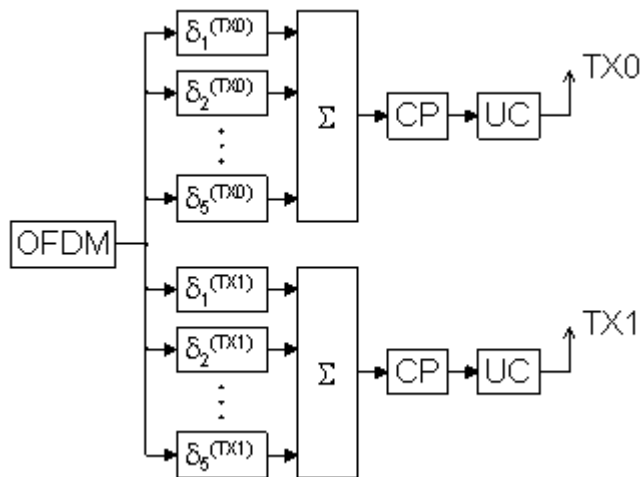 δ₁(TX0)
δ₂(TX0)
δ₅(TX0)
Σ
CP
UC
TX0
OFDM
δ₁(TX1)
δ₂(TX1)
δ₅(TX1)
Σ
CP
UC
TX1